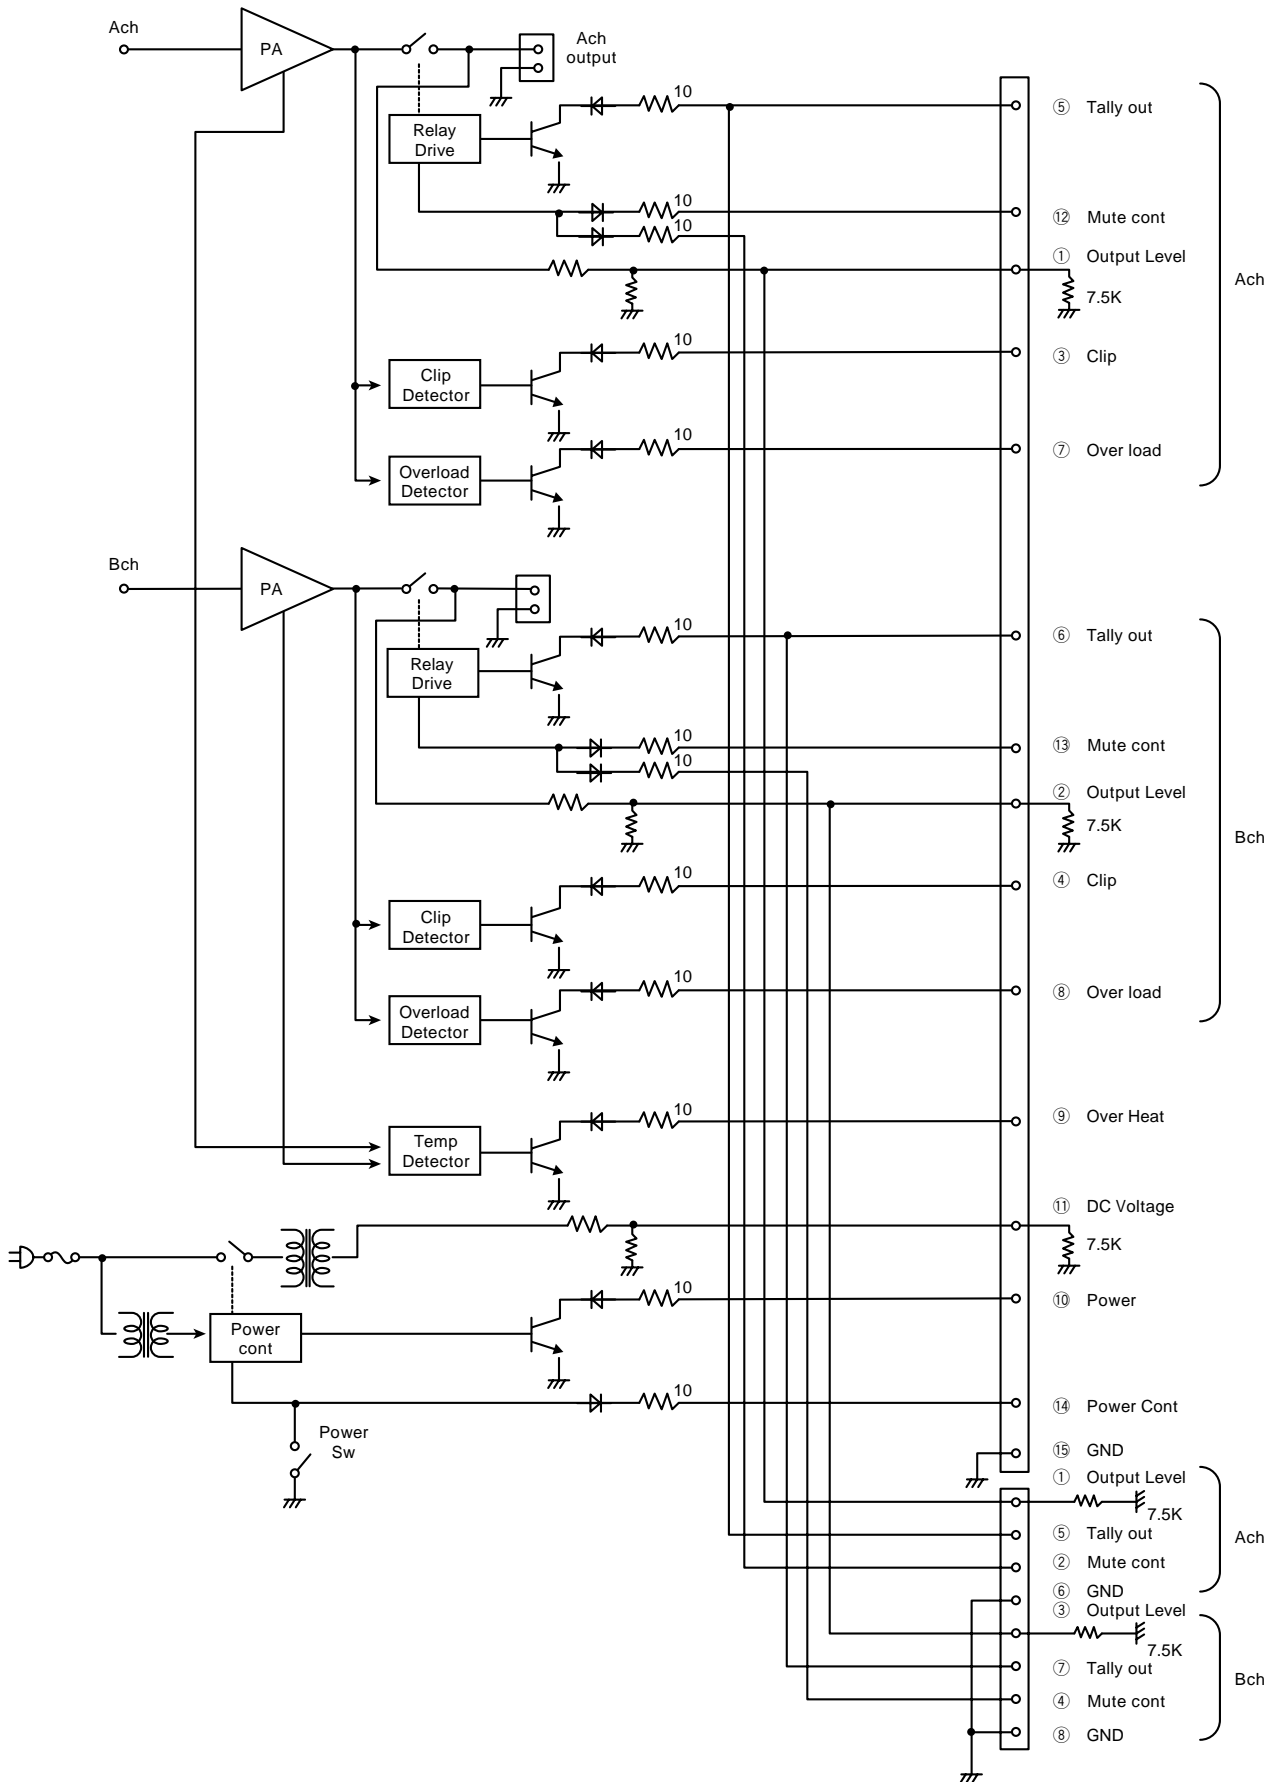 Ach
PA
Ach
output
10
⑤ Tally out
Relay
Drive
10
⑫ Mute cont
10
① Output Level
7.5K
Ach
10
③ Clip
Clip
Detector
10
⑦ Over load
Overload
Detector
Bch
PA
10
⑥ Tally out
Relay
Drive
10
⑬ Mute cont
10
② Output Level
7.5K
Bch
10
④ Clip
Clip
Detector
10
⑧ Over load
Overload
Detector
10
⑨ Over Heat
Temp
Detector
⑪ DC Voltage
7.5K
10
⑩ Power
Power
cont
10
⑭ Power Cont
Power
Sw
⑮ GND
① Output Level
7.5K
⑤ Tally out
Ach
② Mute cont
⑥ GND
③ Output Level
7.5K
⑦ Tally out
Bch
④ Mute cont
⑧ GND